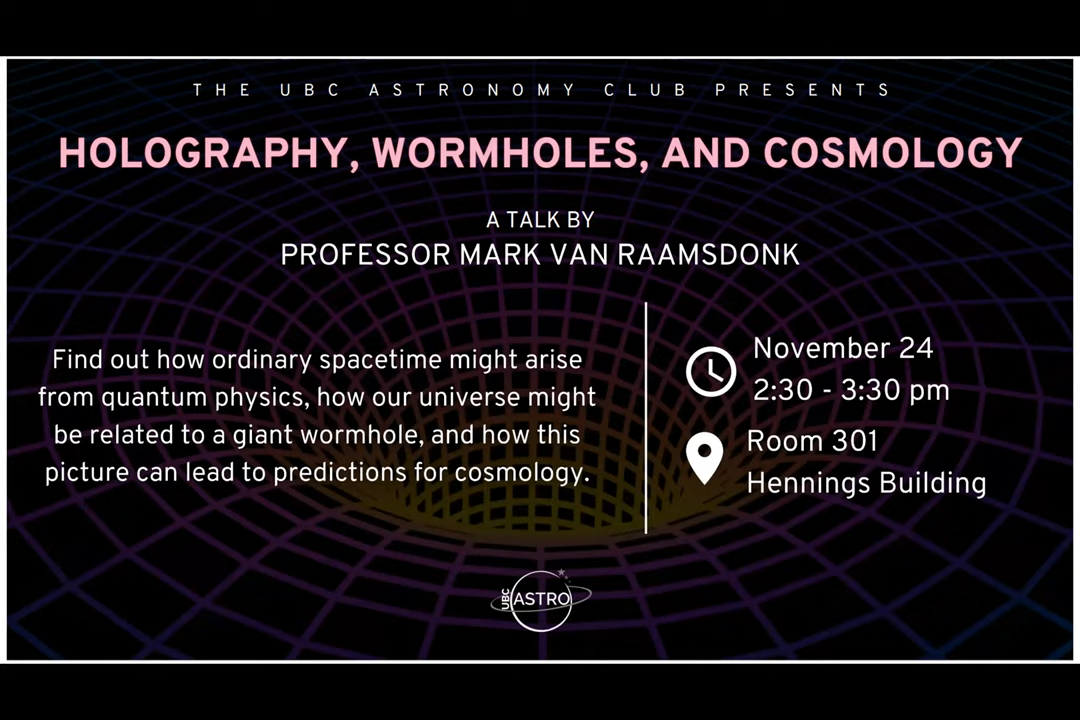 THE UBC ASTRONOMY CLUB PRESENTS
HOLOGRAPHY, WORMHOLES, AND COSMOLOGY
A TALK BY
PROFESSOR MARK VAN RAAMSDONK
Find out how ordinary spacetime might arise
from quantum physics, how our universe might
be related to a giant wormhole, and how this
picture can lead to predictions for cosmology.
November 24
2:30 - 3:30 pm
Room 301
Hennings Building
UBC ASTRO